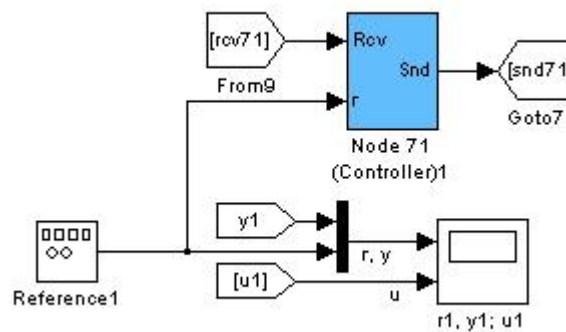 [rcv71]
From9
Rcv
Snd
r
Node 71
(Controller)1
[snd71
Goto7
Reference1
y1
[u1]
r, y
u
r1, y1; u1